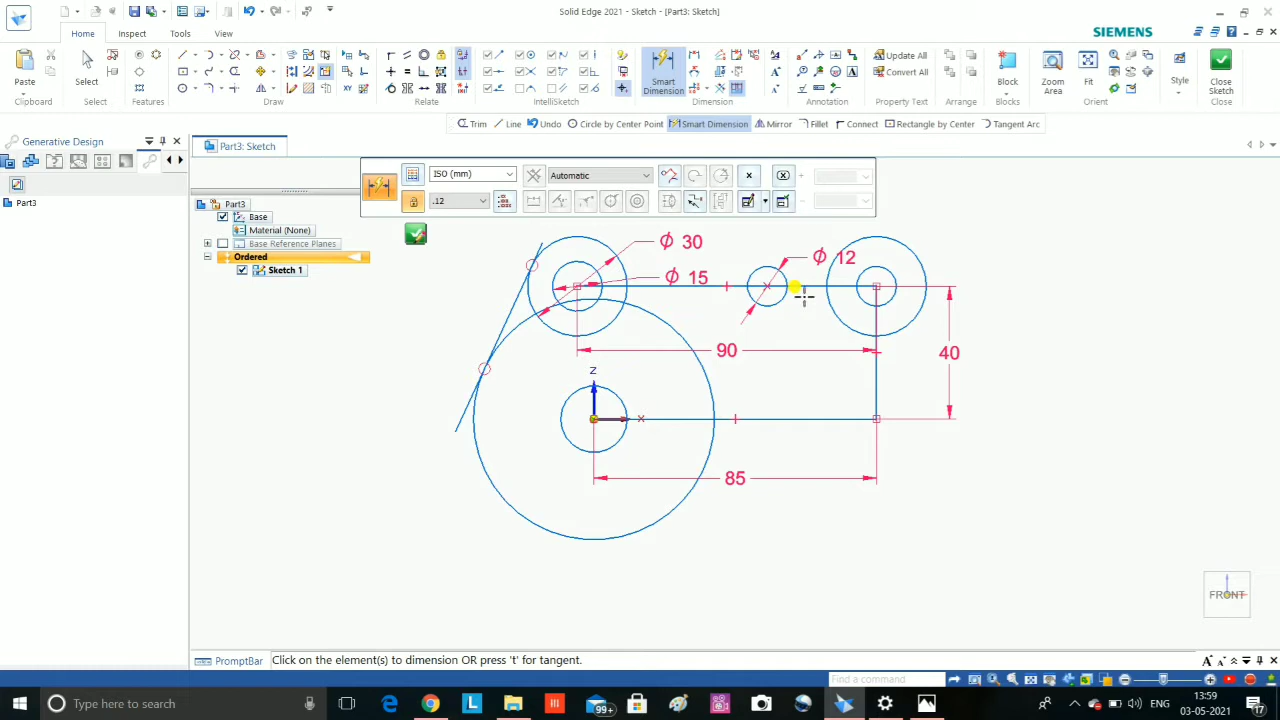 Solid Edge 2021 - Sketch - [Part3: Sketch]
Home Inventor Tools View
SIEMENS
Paste
Select
Smart Dimension
Update All
Convert All
Block
Zoom Area
Fit
Style
Close Sketch
Clipboard Select Features Draw Relate IntelliSketch Dimension Annotation Property Text Arrange Blocks Orient Style Close
Trim Line Undo Circle by Center Point Smart Dimension Mirror Fillet Connect Rectangle by Center Tangent Arc
Generative Design
Part3: Sketch
ISO (mm)
Automatic
.12
Part3
Part3
Base
Material (None)
Base Reference Planes
Ordered
Sketch 1
ϕ 30
ϕ 12
ϕ 15
90
40
z
x
85
FRONT
PromptBar Click on the element(s) to dimension OR press 't' for tangent.
Find a command
Type here to search
99+
13:59
03-05-2021
17